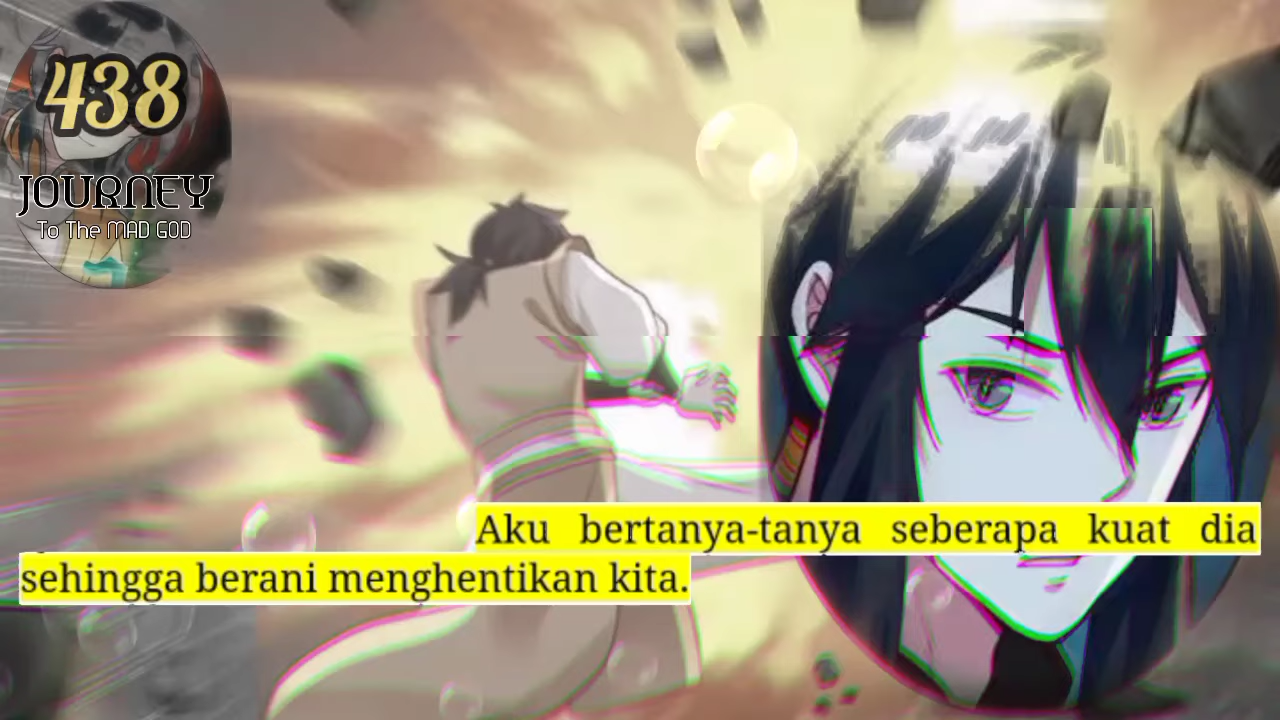 438
JOURNEY
To The MAD GOD
Aku bertanya-tanya seberapa kuat dia
sehingga berani menghentikan kita.